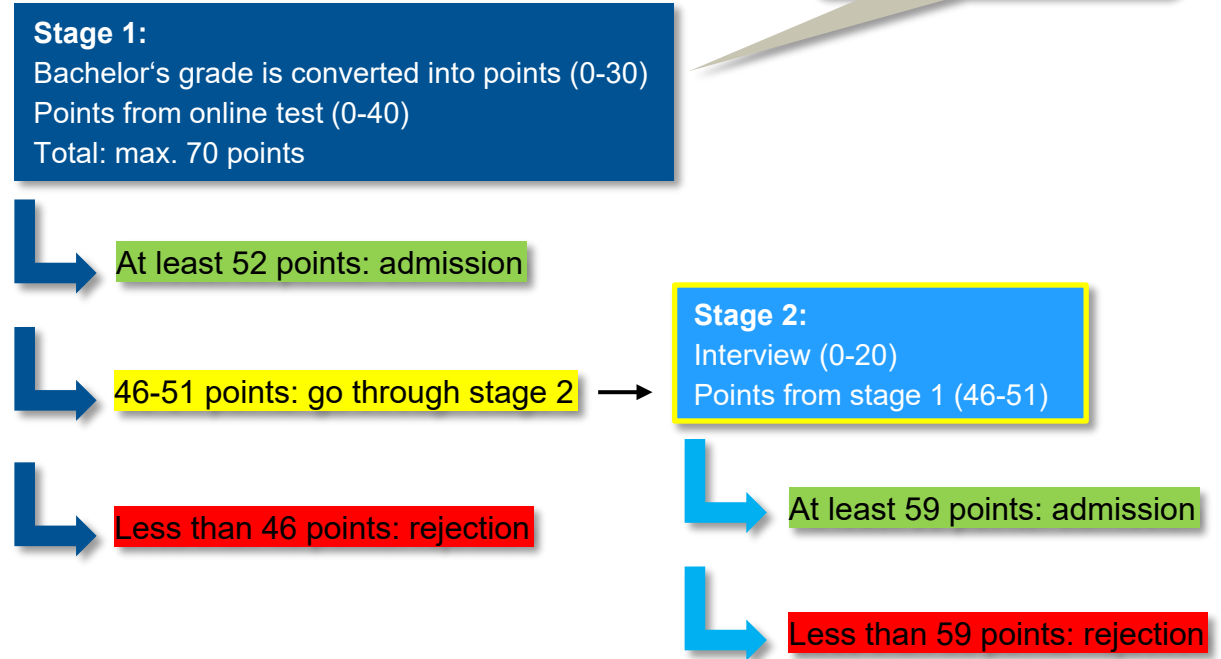 Stage 1:
Bachelor‘s grade is converted into points (0-30)
Points from online test (0-40)
Total: max. 70 points
At least 52 points: admission
46-51 points: go through stage 2
Less than 46 points: rejection
Stage 2:
Interview (0-20)
Points from stage 1 (46-51)
At least 59 points: admission
Less than 59 points: rejection